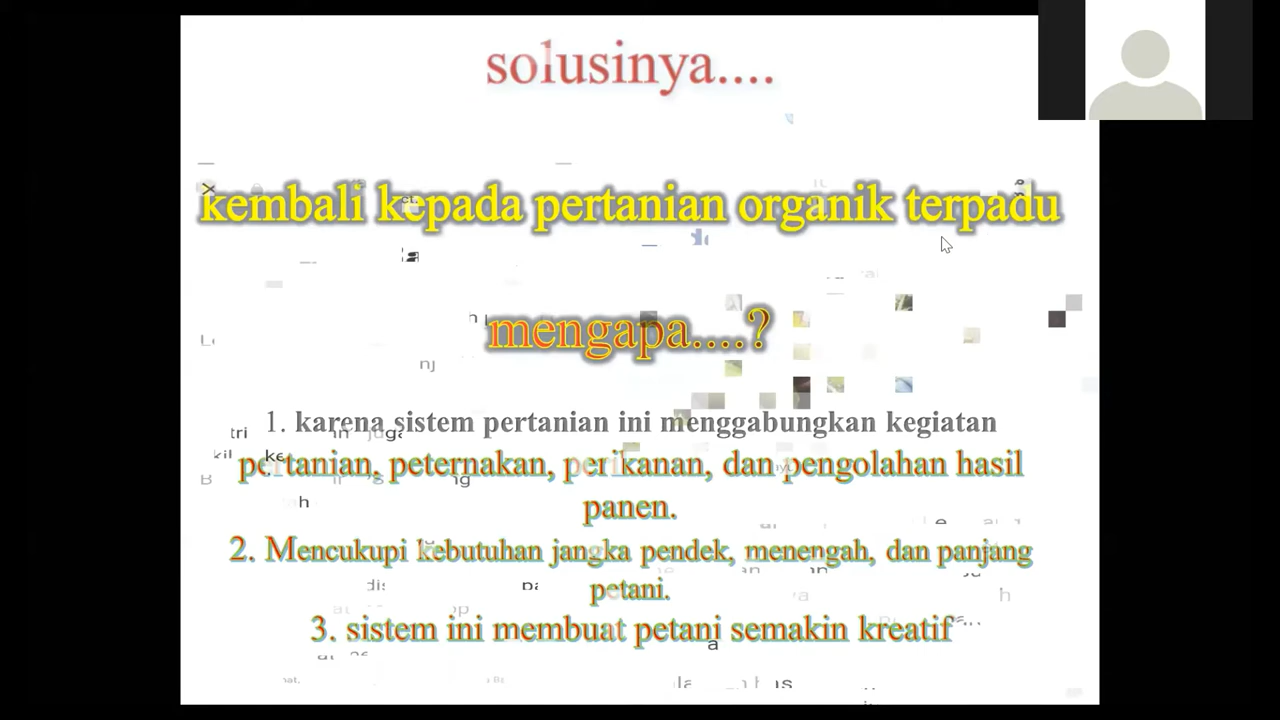 solusinya....
kembali kepada pertanian organik terpadu
mengapa....?
1. karena sistem pertanian ini menggabungkan kegiatan
pertanian, peternakan, perikanan, dan pengolahan hasil
panen.
2. Mencukupi kebutuhan jangka pendek, menengah, dan panjang
petani.
3. sistem ini membuat petani semakin kreatif